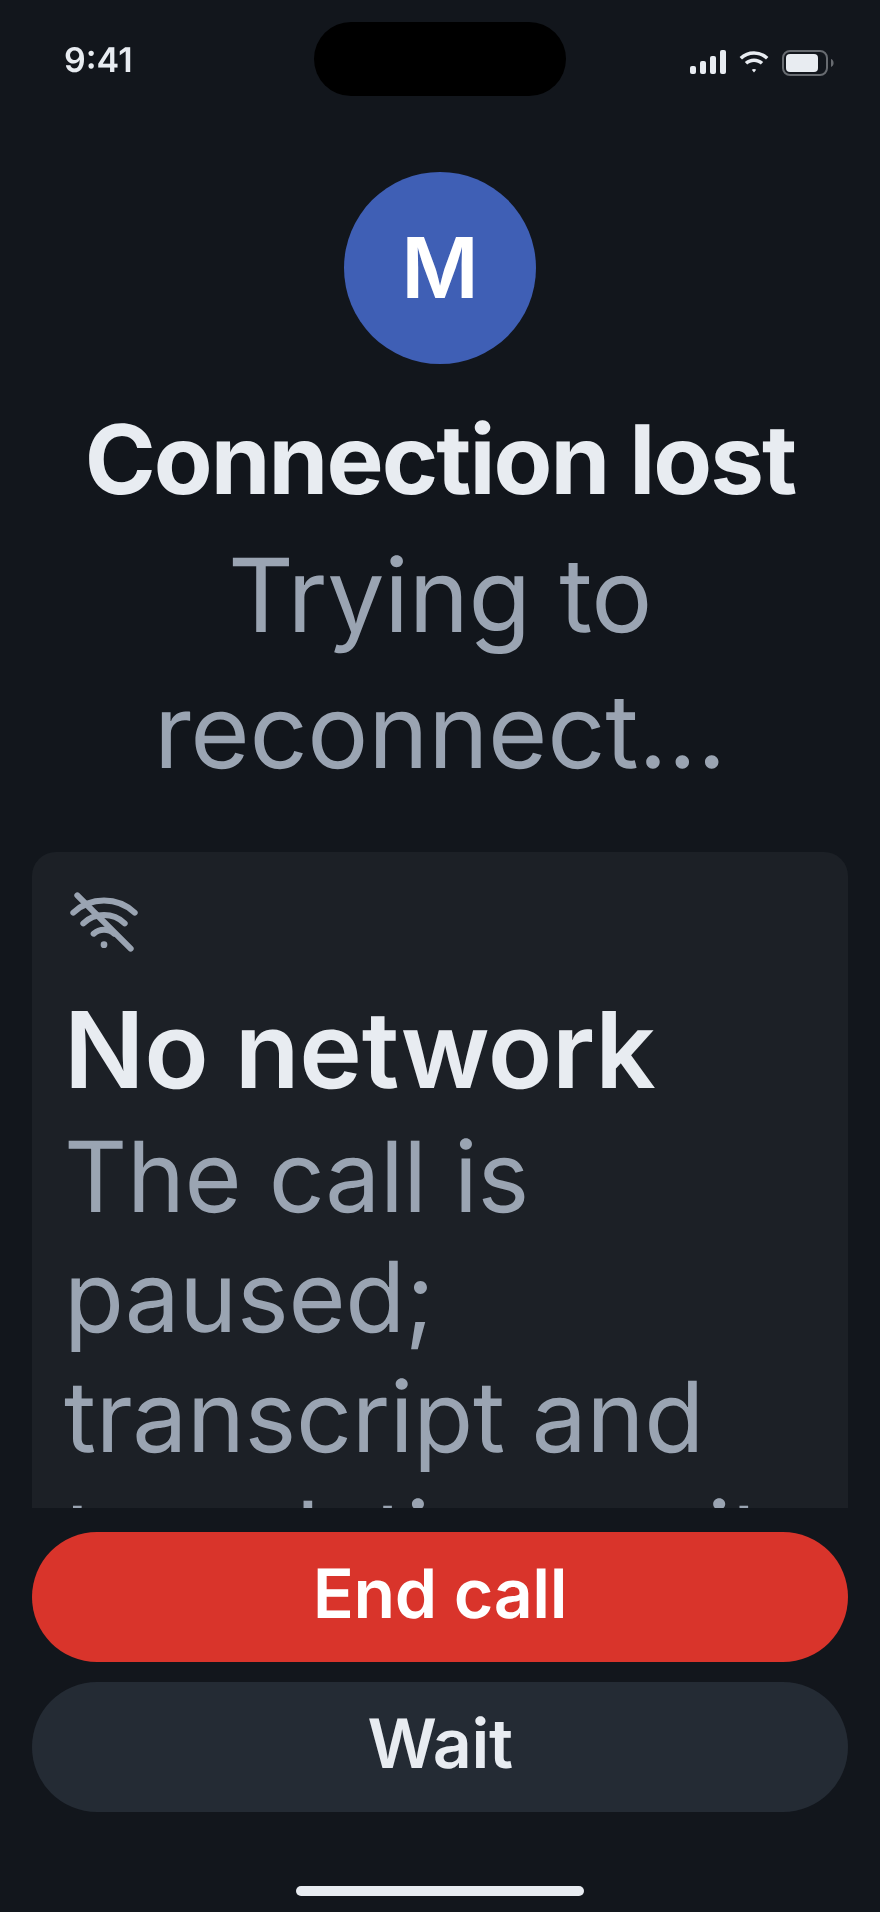 9:41
M
Connection lost
Trying to
reconnect...
No network
The call is
paused;
transcript and
End call
Wait